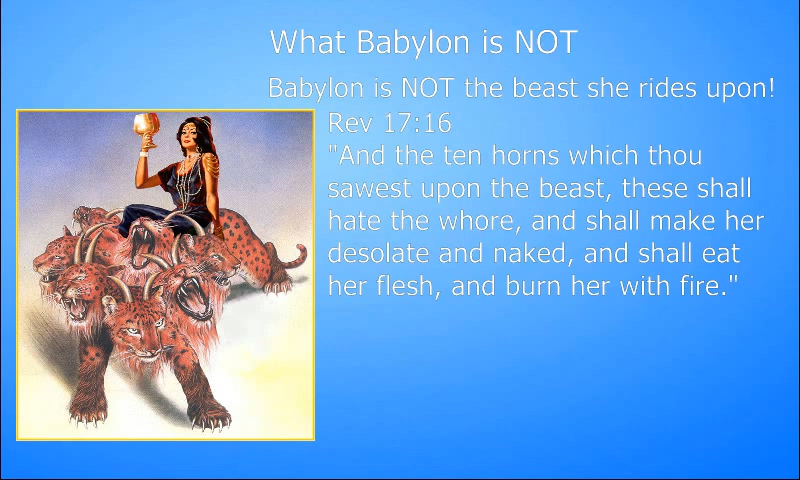 What Babylon is NOT
Babylon is NOT the beast she rides upon!
Rev 17:16
"And the ten horns which thou
sawest upon the beast, these shall
hate the whore, and shall make her
desolate and naked, and shall eat
her flesh, and burn her with fire."